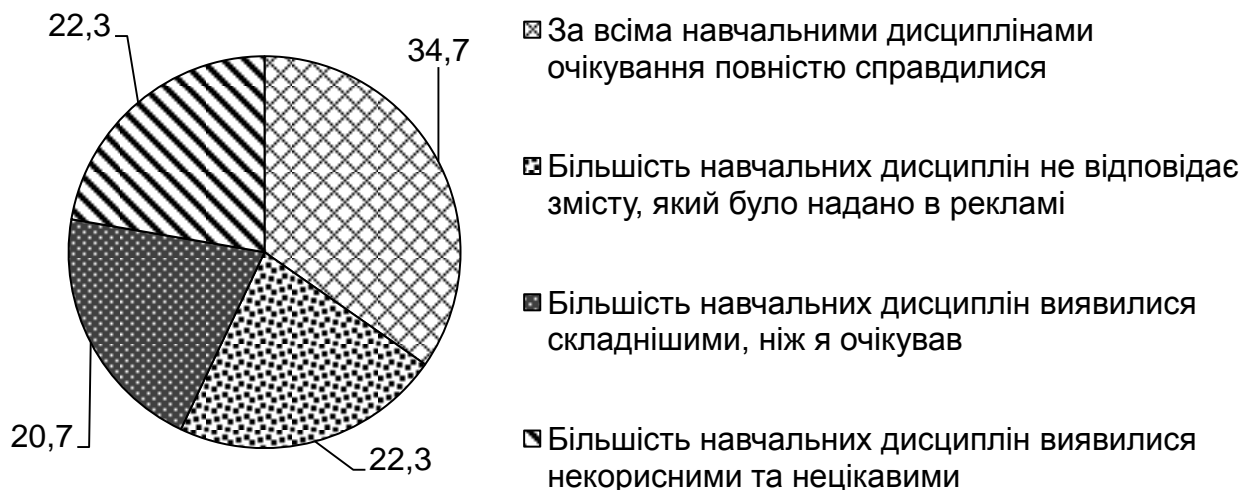 22,3
34,7
20,7
22,3
За всіма навчальними дисциплінами
очікування повністю справдилися
Більшість навчальних дисциплін не відповідає
змісту, який було надано в рекламі
Більшість навчальних дисциплін виявилися
складнішими, ніж я очікував
Більшість навчальних дисциплін виявилися
некорисними та нецікавими